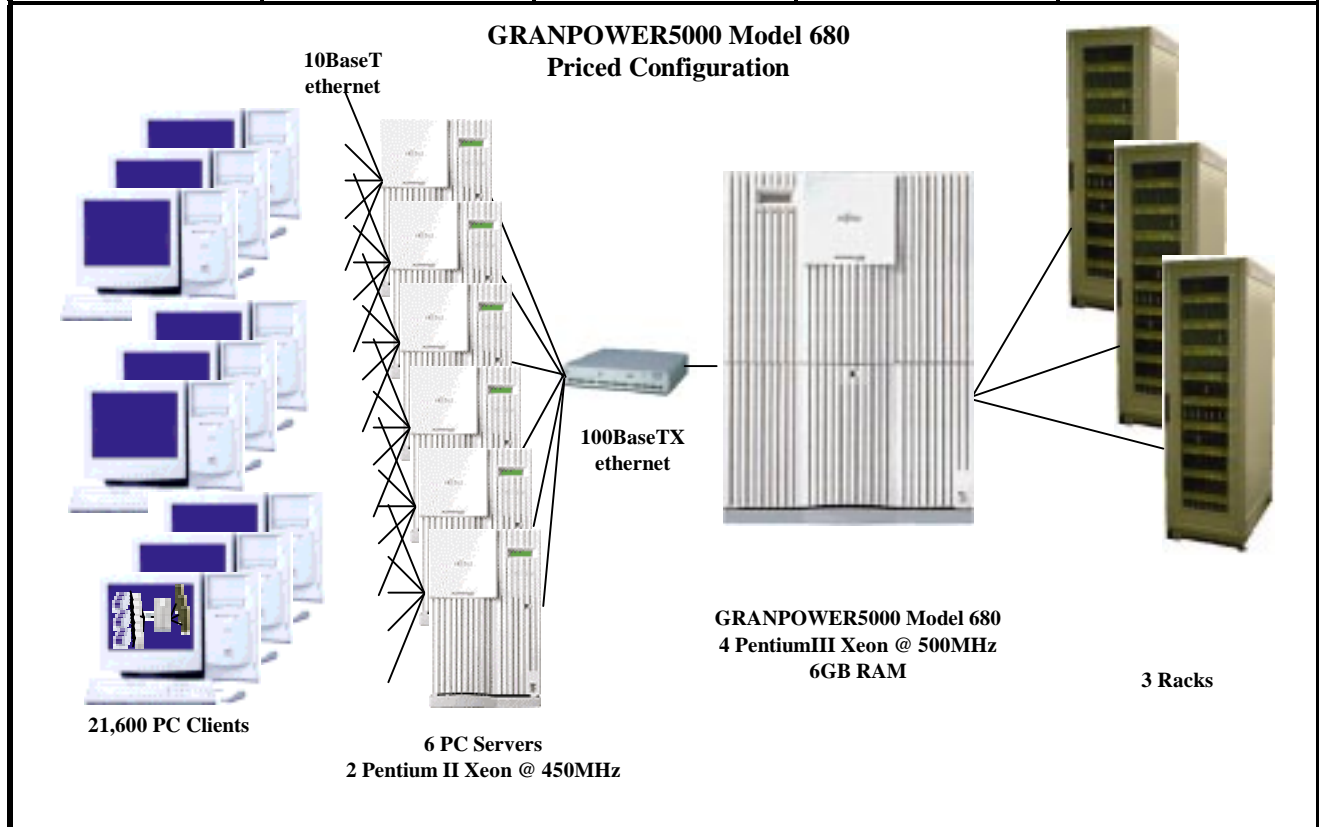 GRANPOWER5000 Model 680
Priced Configuration
10BaseT
ethernet
100BaseTX
ethernet
GRANPOWER5000 Model 680
4 PentiumIII Xeon @ 500MHz
6GB RAM
3 Racks
21,600 PC Clients
6 PC Servers
2 Pentium II Xeon @ 450MHz